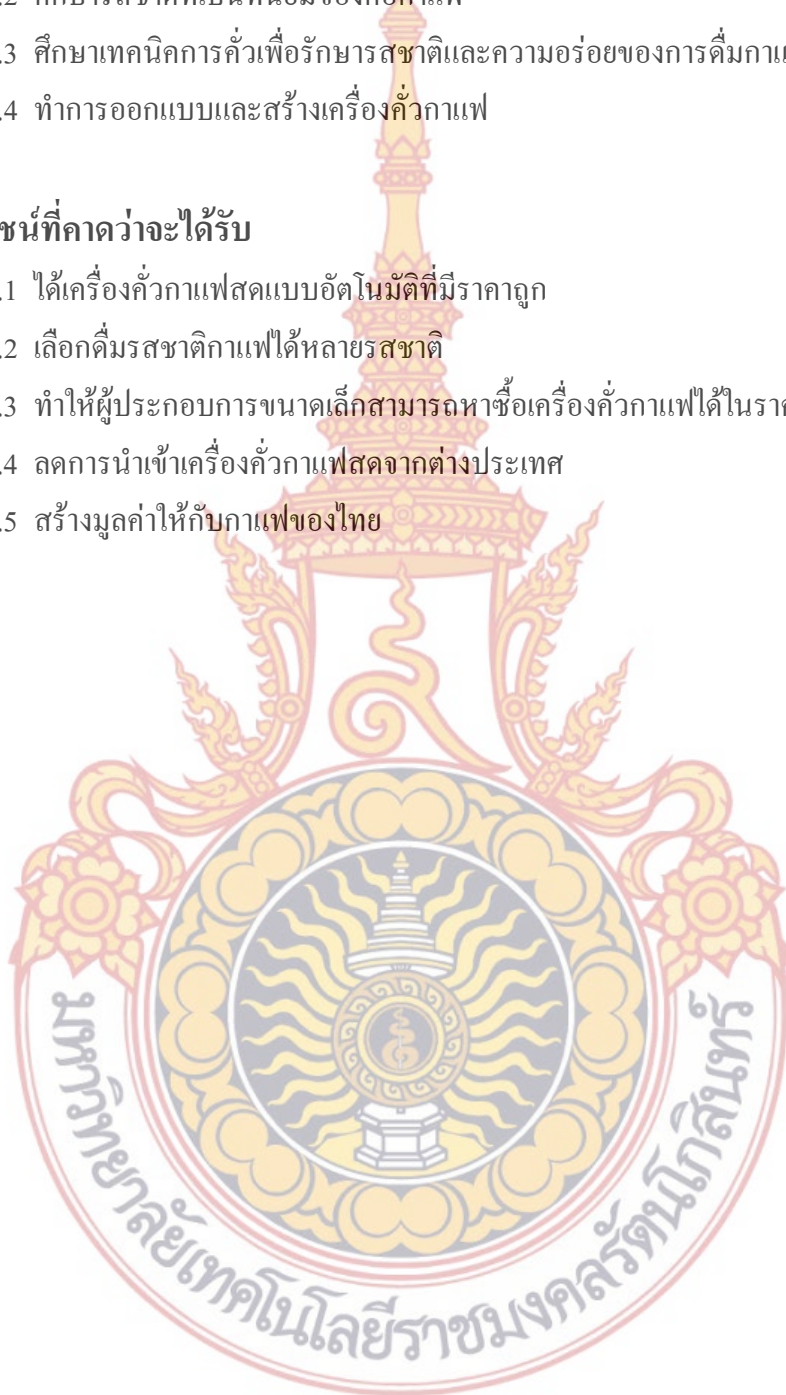 .3 ศึกษาเทคนิคการคั่วเพื่อรักษารสชาติและความอร่อยของการดื่มกาแ
.4 ทำการออกแบบและสร้างเครื่องคั่วกาแฟ
ชน์ที่คาดว่าจะได้รับ
.1 ได้เครื่องคั่วกาแฟสดแบบอัตโนมัติที่มีราคาถูก
.2 เลือกดื่มรสชาติกาแฟได้หลายรสชาติ
.3 ทำให้ผู้ประกอบการขนาดเล็กสามารถหาซื้อเครื่องคั่วกาแฟได้ในราค
.4 ลดการนำเข้าเครื่องคั่วกาแฟสดจากต่างประเทศ
.5 สร้างมูลค่าให้กับกาแฟของไทย
มหาวิทยาลัยเทคโนโลยีราชมงคลรัตนโกสินทร์